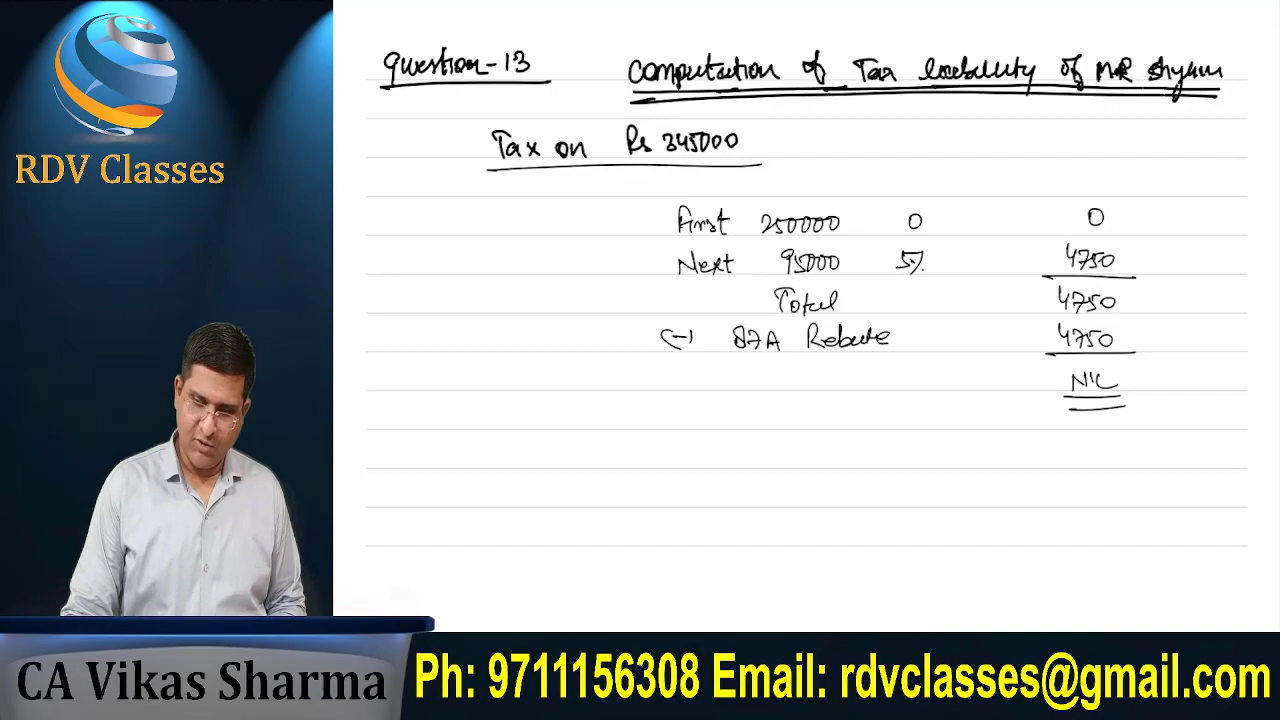 RDV Classes
Question-13
Computation of Tax liability of MR Shyam
Tax on Rs 345000
First 250000 0 0
Next 95000 5% 4750
Total 4750
(-) 87A Rebate 4750
NIL
CA Vikas Sharma
Ph: 9711156308 Email: rdvclasses@gmail.com